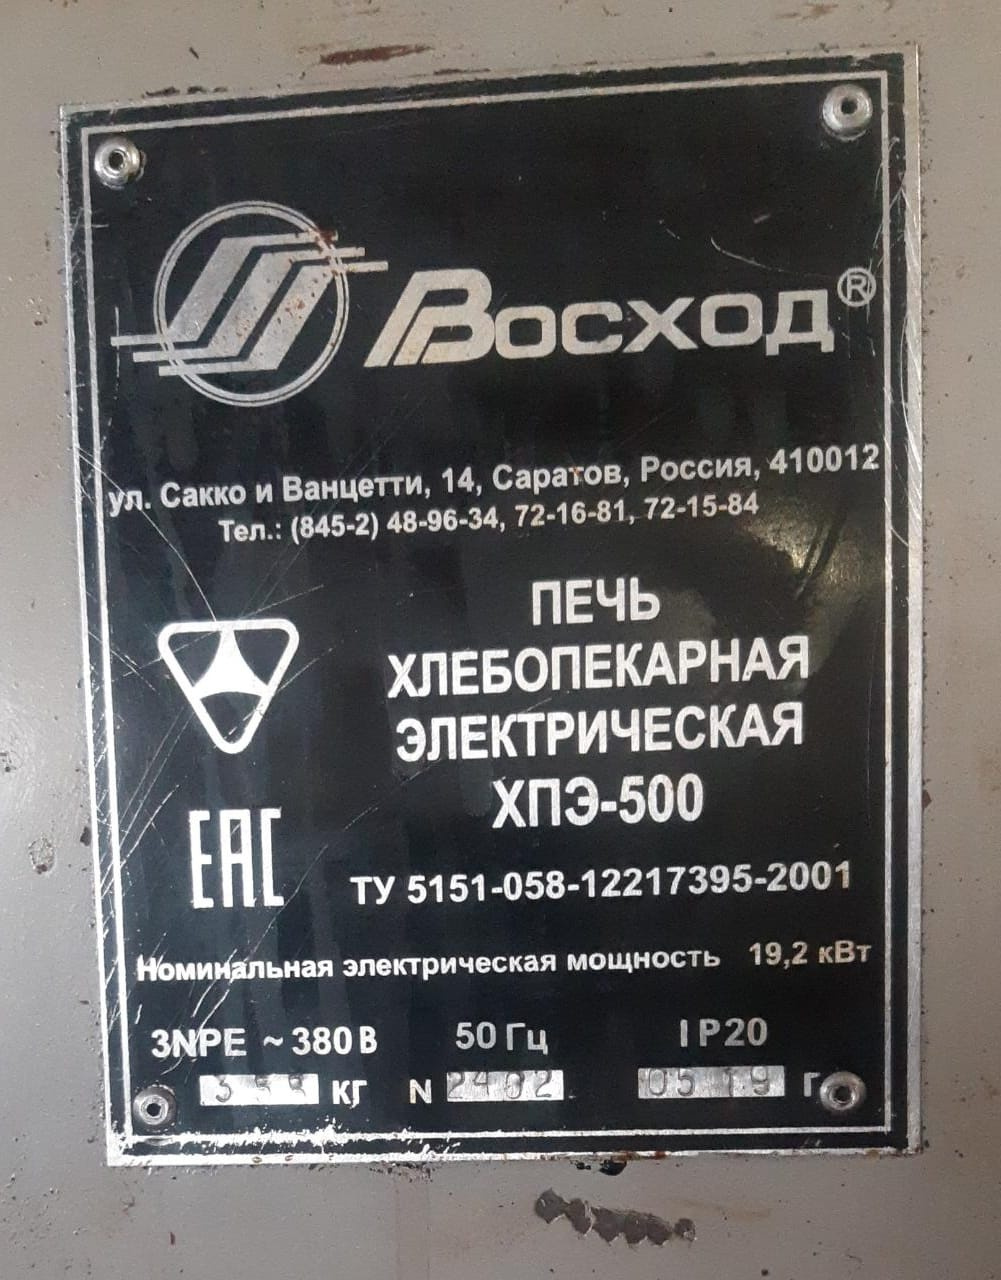 Восход®
ул. Сакко и Ванцетти, 14, Саратов, Россия, 410012
Тел.: (845-2) 48-96-34, 72-16-81, 72-15-84
ПЕЧЬ
ХЛЕБОПЕКАРНАЯ
ЭЛЕКТРИЧЕСКАЯ
ХПЭ-500
EAC
ТУ 5151-058-12217395-2001
Номинальная электрическая мощность 19,2 кВт
3NPE ~ 380 В 50 Гц IP20
кг N 2402 05 19 г.